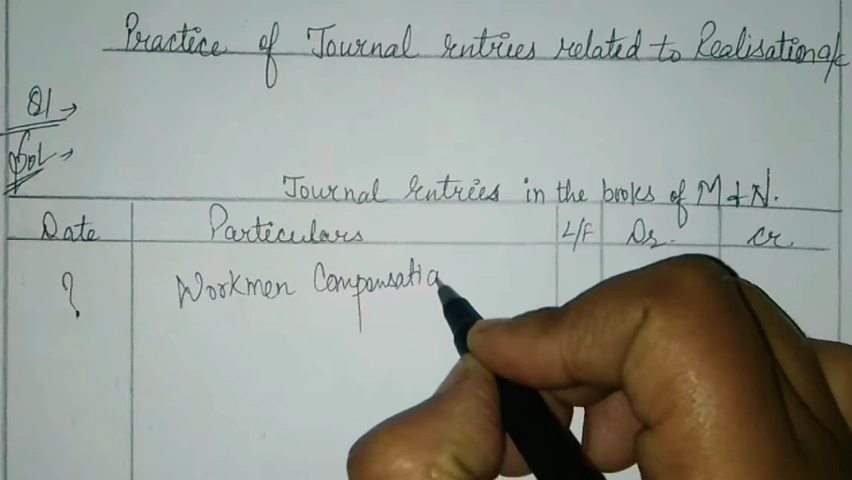 Practice of Journal entries related to Realisation a/c
Q1 →
Sol →
Journal Entries in the books of M & N.
Date Particulars L/F Dr. Cr.
? Workmen Compensatio